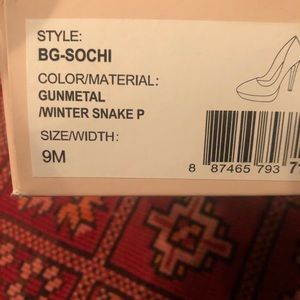 STYLE:
BG-SOCHI
COLOR/MATERIAL:
GUNMETAL
/WINTER SNAKE P
SIZE/WIDTH:
9M
8 87465 793